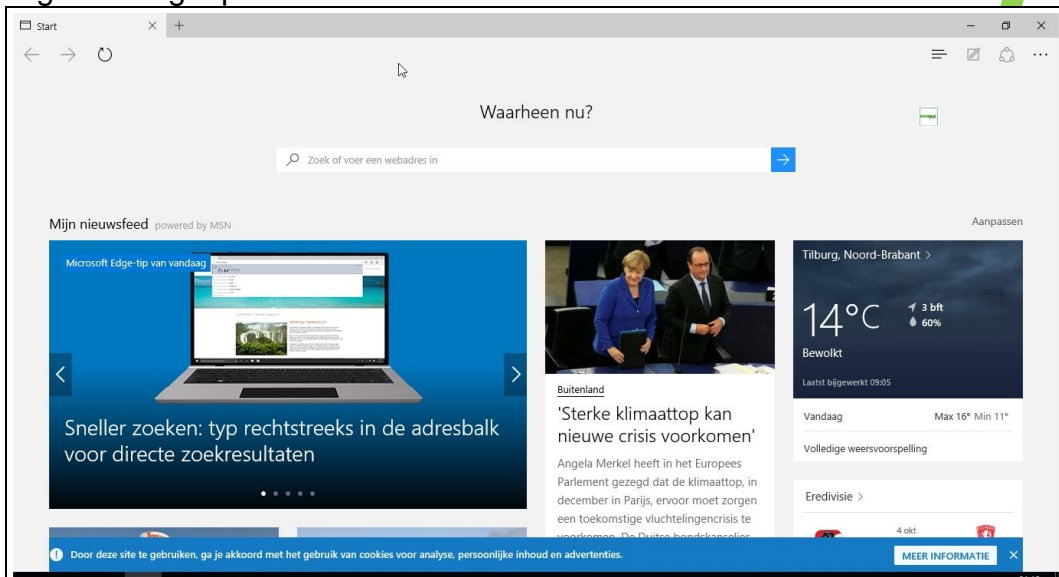 Start
Waarheen nu?
Zoek of voer een webadres in
Mijn nieuwsfeed powered by MSN
Aanpassen
Microsoft Edge-tip van vandaag
Sneller zoeken: typ rechtstreeks in de adresbalk
voor directe zoekresultaten
Buitenland
'Sterke klimaattop kan
nieuwe crisis voorkomen'
Angela Merkel heeft in het Europees
Parlement gezegd dat de klimaattop, in
december in Parijs, ervoor moet zorgen
een toekomstige vluchtelingencrisis te
voorkomen. De Duitse bondskanselier
Tilburg, Noord-Brabant >
14°C
3 bft
60%
Bewolkt
Laatst bijgewerkt 09:05
Vandaag Max 16° Min 11°
Volledige weersvoorspelling
Eredivisie >
4 okt
Door deze site te gebruiken, ga je akkoord met het gebruik van cookies voor analyse, persoonlijke inhoud en advertenties.
MEER INFORMATIE